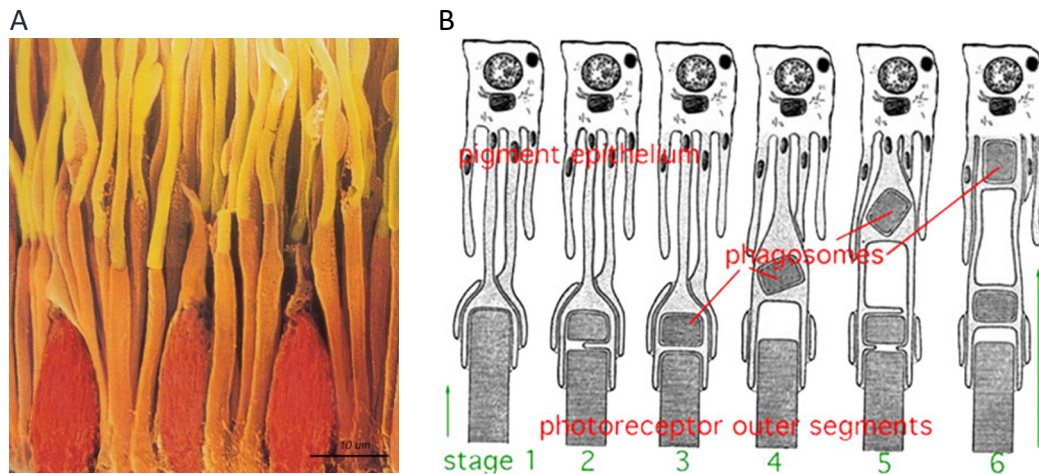 A
B
pigment epithelium
phagosomes
10 um
photoreceptor outer segments
stage 1 2 3 4 5 6